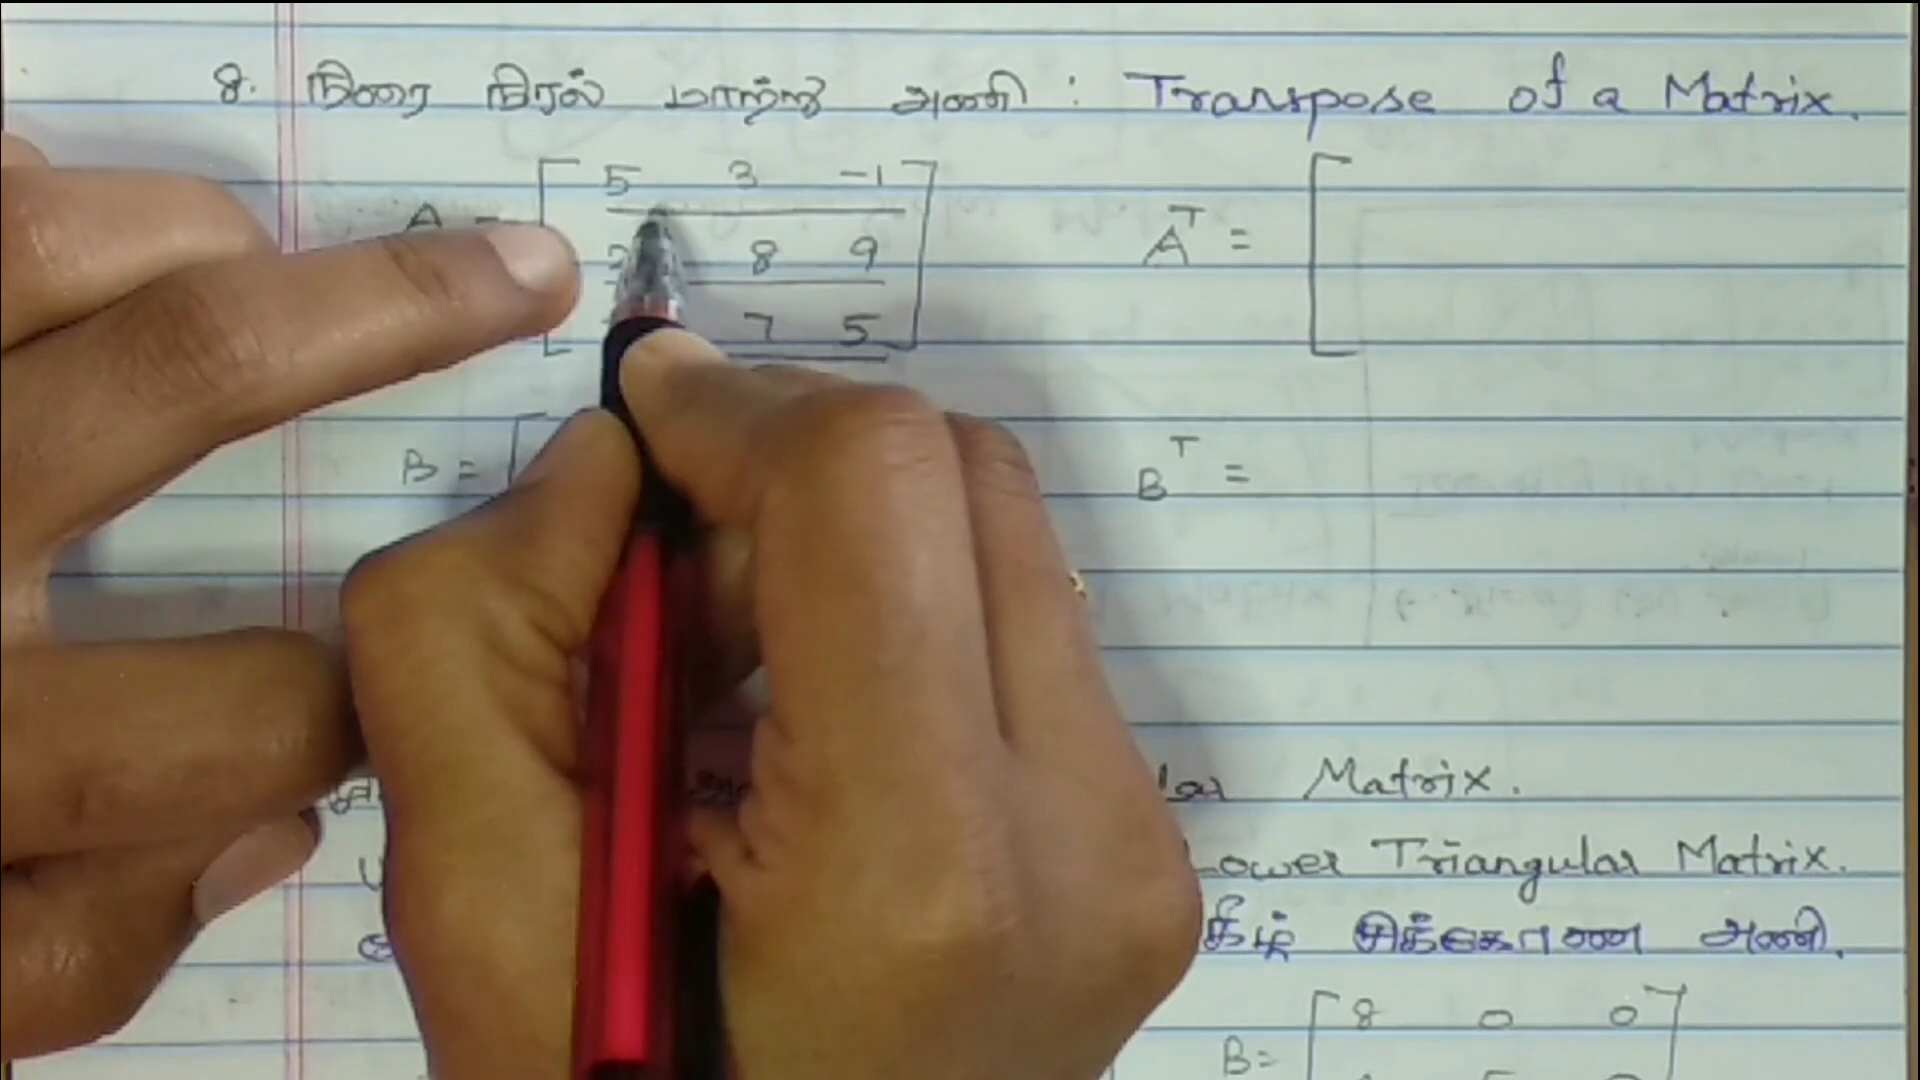 8. நிரை நிரல் மாற்று அணி : Transpose of a Matrix.
5 3 -1
A = 8 9 Aᵀ =
7 5
B = Bᵀ =
Matrix.
Lower Triangular Matrix.
கீழ் முக்கோண அணி.
8 0 0
B =